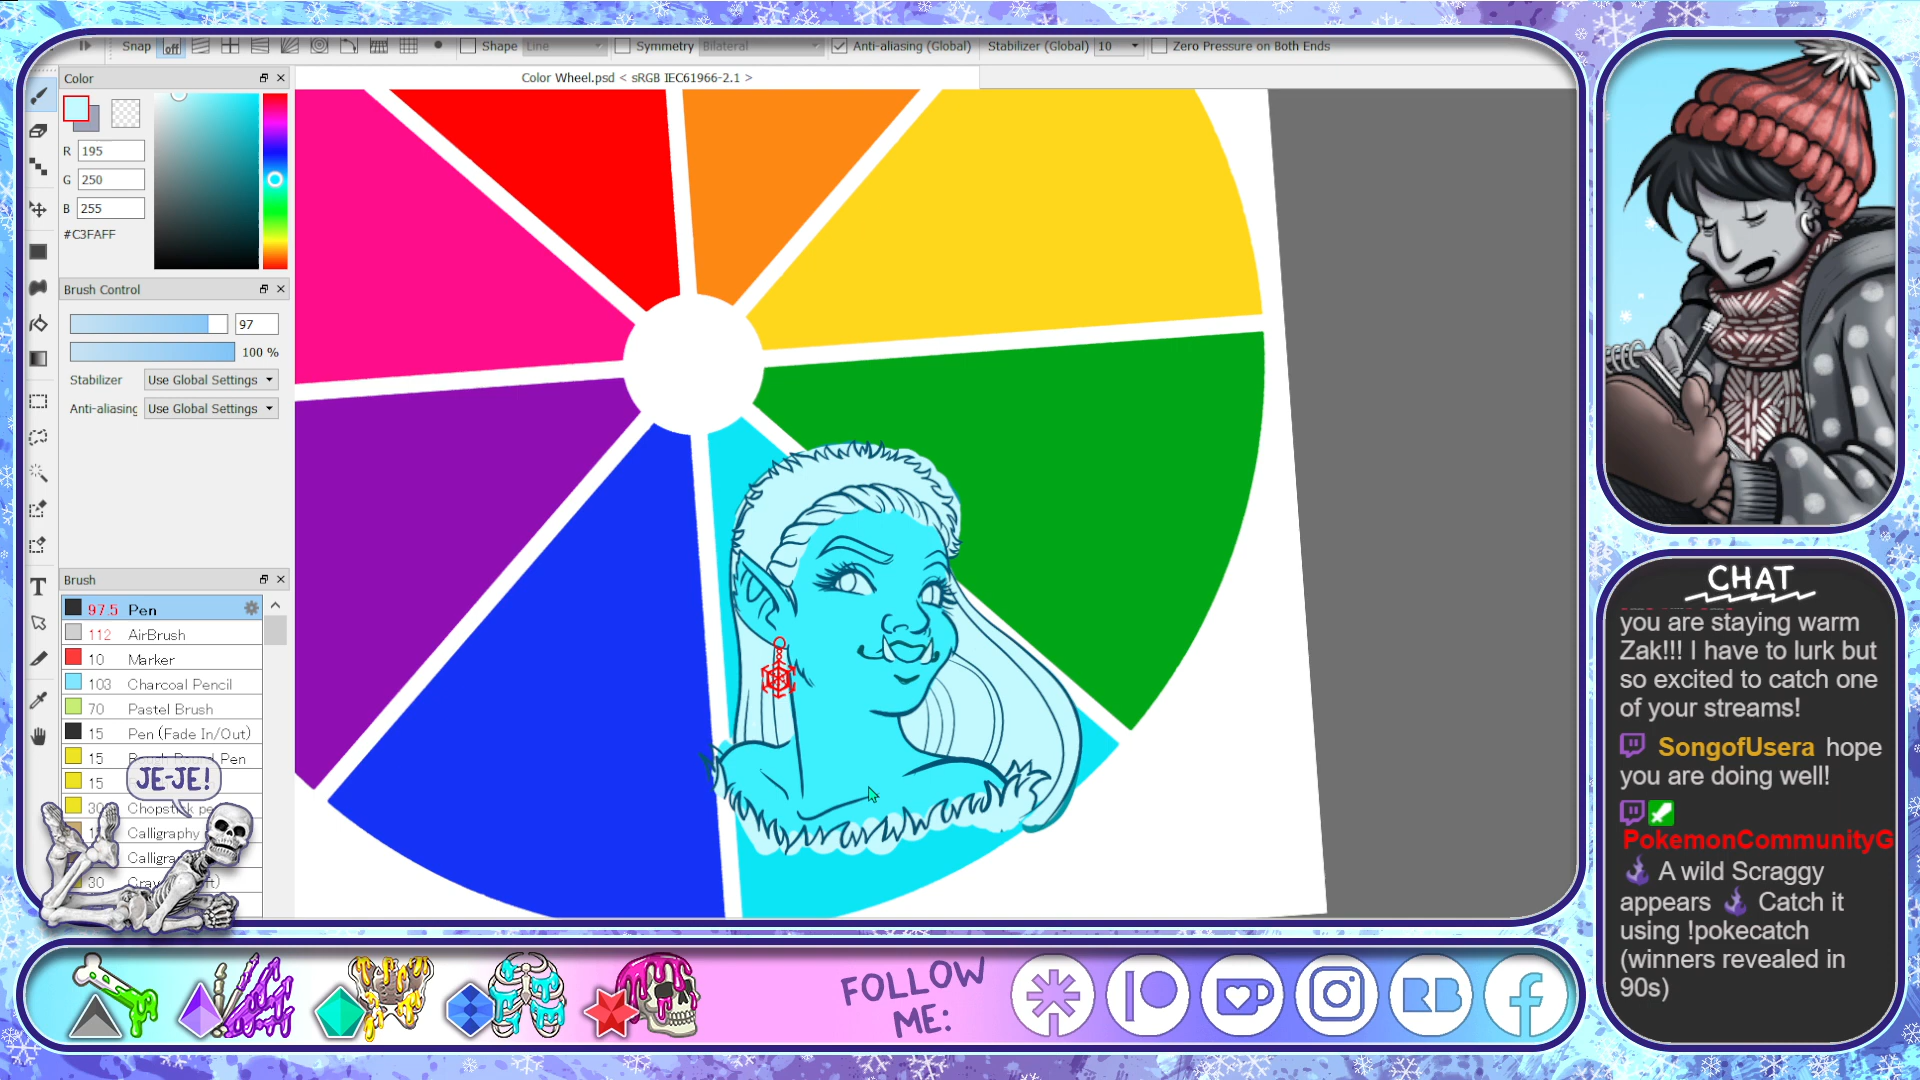 Snap off Shape Line Symmetry Bilateral Anti-aliasing (Global) Stabilizer (Global) 10 Zero Pressure on Both Ends
Color
Color Wheel.psd < sRGB IEC61966-2.1 >
R 195
G 250
B 255
#C3FAFF
Brush Control
97
100 %
Stabilizer Use Global Settings
Anti-aliasing Use Global Settings
Brush
97.5 Pen
112 AirBrush
10 Marker
103 Charcoal Pencil
70 Pastel Brush
15 Pen (Fade In/Out)
15 Pen
15
30
Calligraphy
30
T
JE-JE!
FOLLOW
ME:
RB
CHAT
you are staying warm
Zak!!! I have to lurk but
so excited to catch one
of your streams!
SongofUsera hope
you are doing well!
PokemonCommunityG
A wild Scraggy
appears Catch it
using !pokecatch
(winners revealed in
90s)